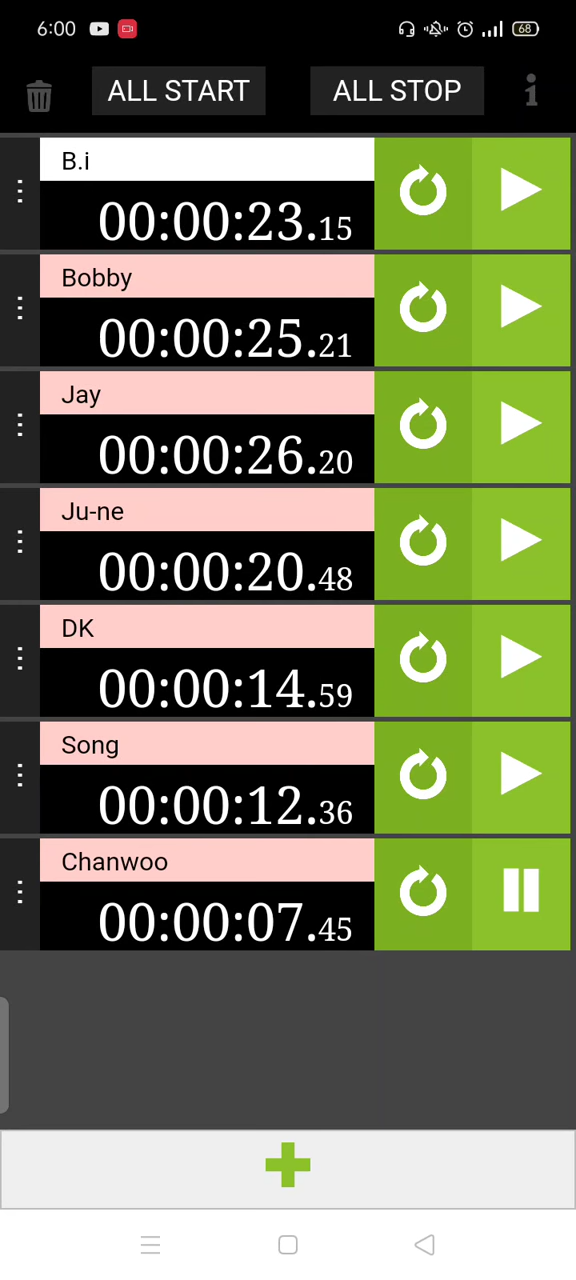 6:00
68
ALL START
ALL STOP
B.i
00:00:23.15
Bobby
00:00:25.21
Jay
00:00:26.20
Ju-ne
00:00:20.48
DK
00:00:14.59
Song
00:00:12.36
Chanwoo
00:00:07.45